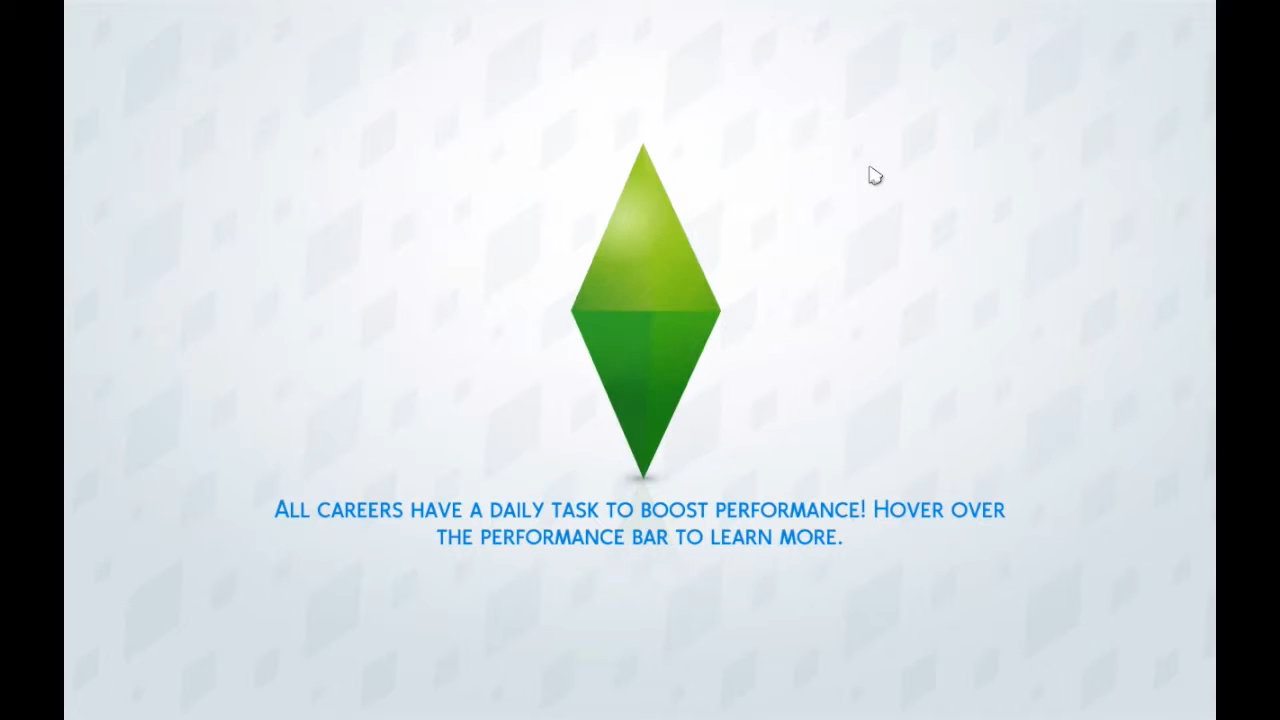 All careers have a daily task to boost performance! Hover over
the performance bar to learn more.